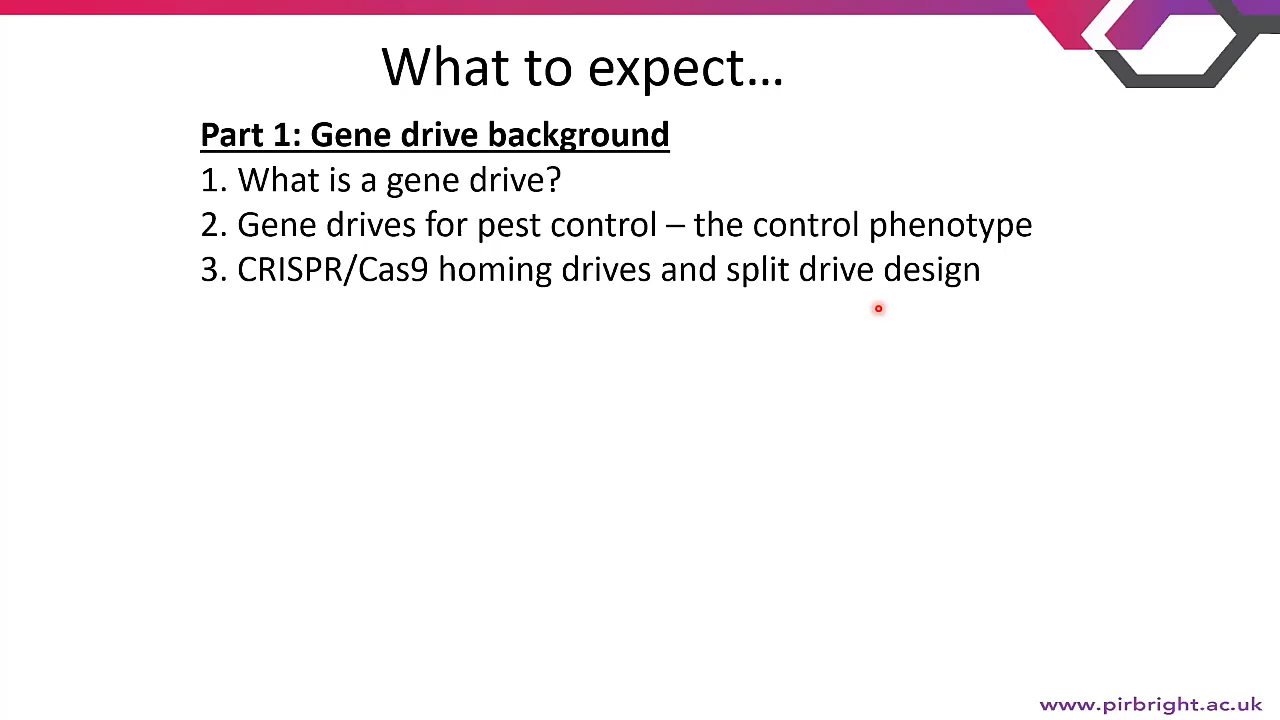 What to expect…
Part 1: Gene drive background
1. What is a gene drive?
2. Gene drives for pest control – the control phenotype
3. CRISPR/Cas9 homing drives and split drive design
www.pirbright.ac.uk